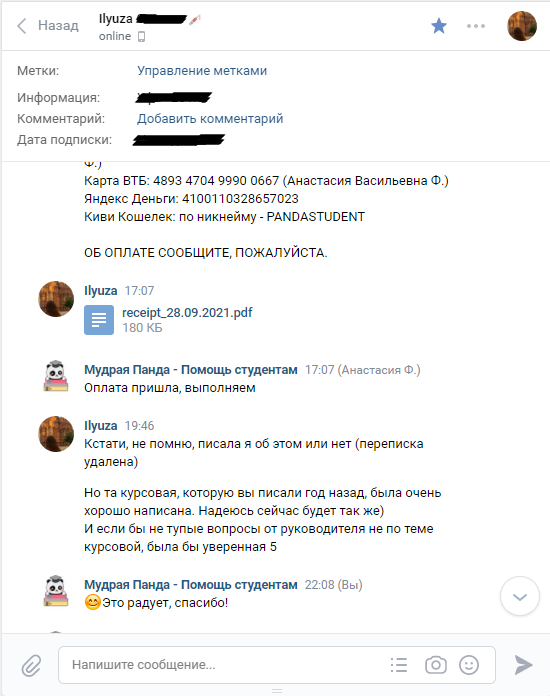 Назад
Ilyuza
online
Метки: Управление метками
Информация:
Комментарий: Добавить комментарий
Дата подписки:
Ф.)
Карта ВТБ: 4893 4704 9990 0667 (Анастасия Васильевна Ф.)
Яндекс Деньги: 4100110328657023
Киви Кошелек: по никнейму - PANDASTUDENT
ОБ ОПЛАТЕ СООБЩИТЕ, ПОЖАЛУЙСТА.
Ilyuza 17:07
receipt_28.09.2021.pdf
180 КБ
Мудрая Панда - Помощь студентам 17:07 (Анастасия Ф.)
Оплата пришла, выполняем
Ilyuza 19:46
Кстати, не помню, писала я об этом или нет (переписка
удалена)
Но та курсовая, которую вы писали год назад, была очень
хорошо написана. Надеюсь сейчас будет так же)
И если бы не тупые вопросы от руководителя не по теме
курсовой, была бы уверенная 5
Мудрая Панда - Помощь студентам 22:08 (Вы)
😊Это радует, спасибо!
Напишите сообщение...